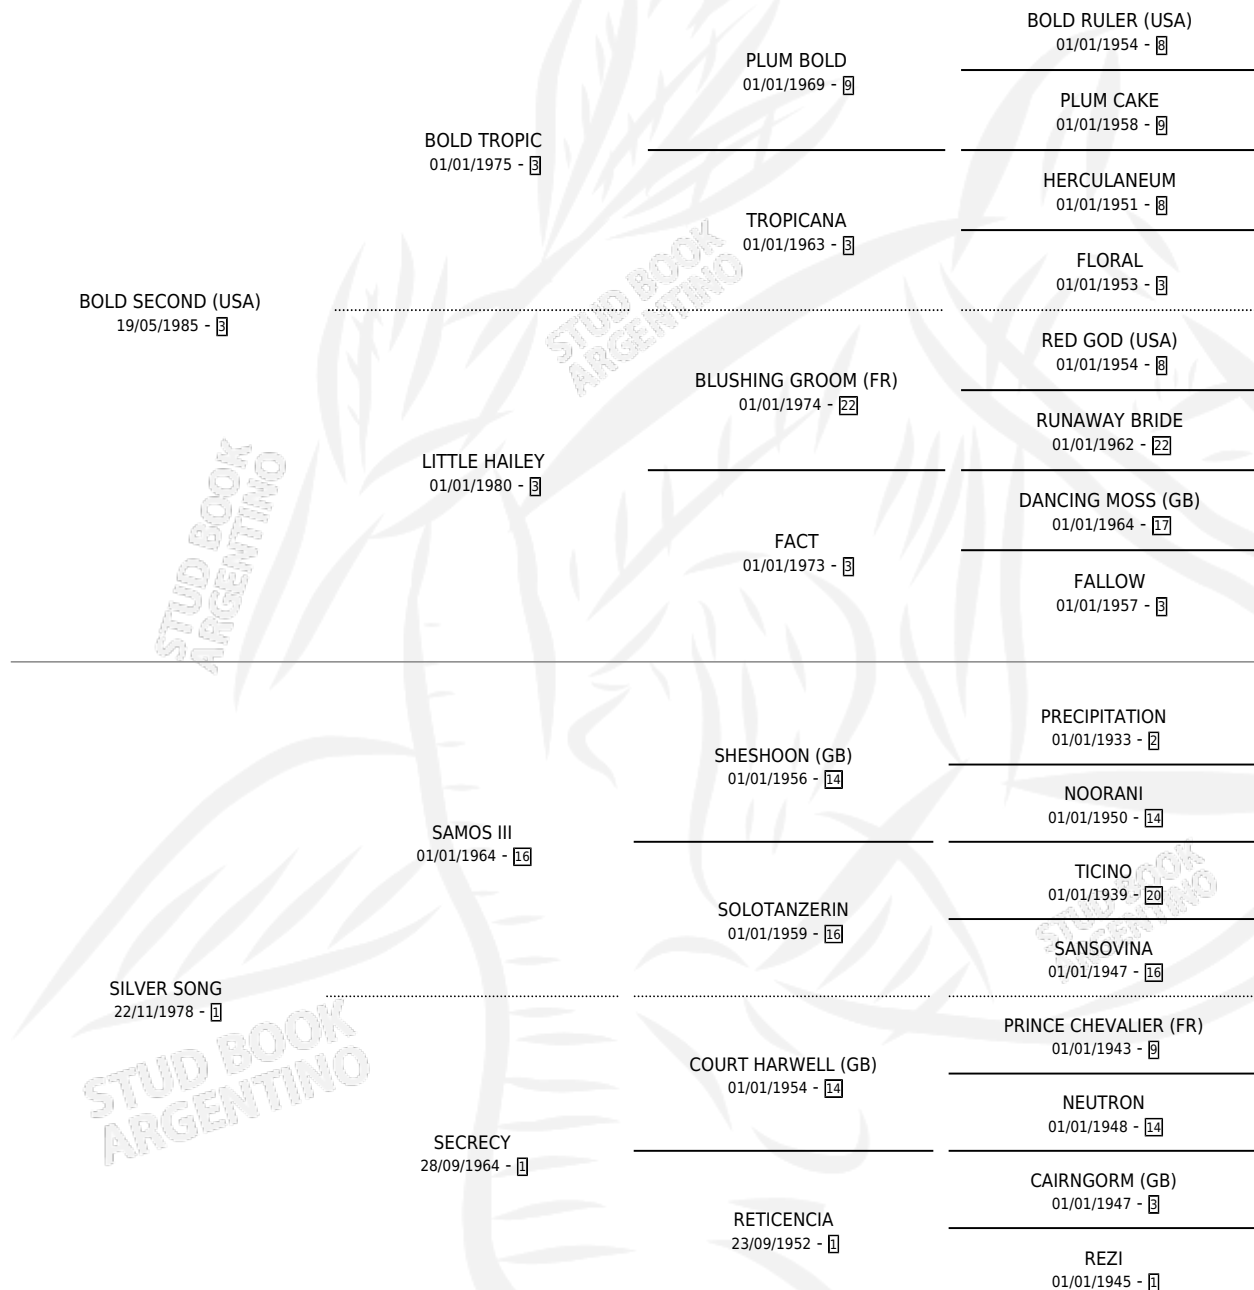 BOLD RULER (USA)
01/01/1954 - 8
PLUM BOLD
01/01/1969 - 9
PLUM CAKE
01/01/1958 - 9
BOLD TROPIC
01/01/1975 - 3
HERCULANEUM
01/01/1951 - 8
TROPICANA
01/01/1963 - 3
FLORAL
01/01/1953 - 3
BOLD SECOND (USA)
19/05/1985 - 3
RED GOD (USA)
01/01/1954 - 8
BLUSHING GROOM (FR)
01/01/1974 - 22
RUNAWAY BRIDE
01/01/1962 - 22
LITTLE HAILEY
01/01/1980 - 3
DANCING MOSS (GB)
01/01/1964 - 17
FACT
01/01/1973 - 3
FALLOW
01/01/1957 - 3
STUD BOOK
ARGENTINO
STUD BOOK
ARGENTINO
PRECIPITATION
01/01/1933 - 2
SHESHOON (GB)
01/01/1956 - 14
NOORANI
01/01/1950 - 14
SAMOS III
01/01/1964 - 16
TICINO
01/01/1939 - 20
SOLOTANZERIN
01/01/1959 - 16
SANSOVINA
01/01/1947 - 16
STUD BOOK
ARGENTINO
SILVER SONG
22/11/1978 - 1
PRINCE CHEVALIER (FR)
01/01/1943 - 9
COURT HARWELL (GB)
01/01/1954 - 14
NEUTRON
01/01/1948 - 14
STUD BOOK
ARGENTINO
SECRECY
28/09/1964 - 1
CAIRNGORM (GB)
01/01/1947 - 3
RETICENCIA
23/09/1952 - 1
REZI
01/01/1945 - 1